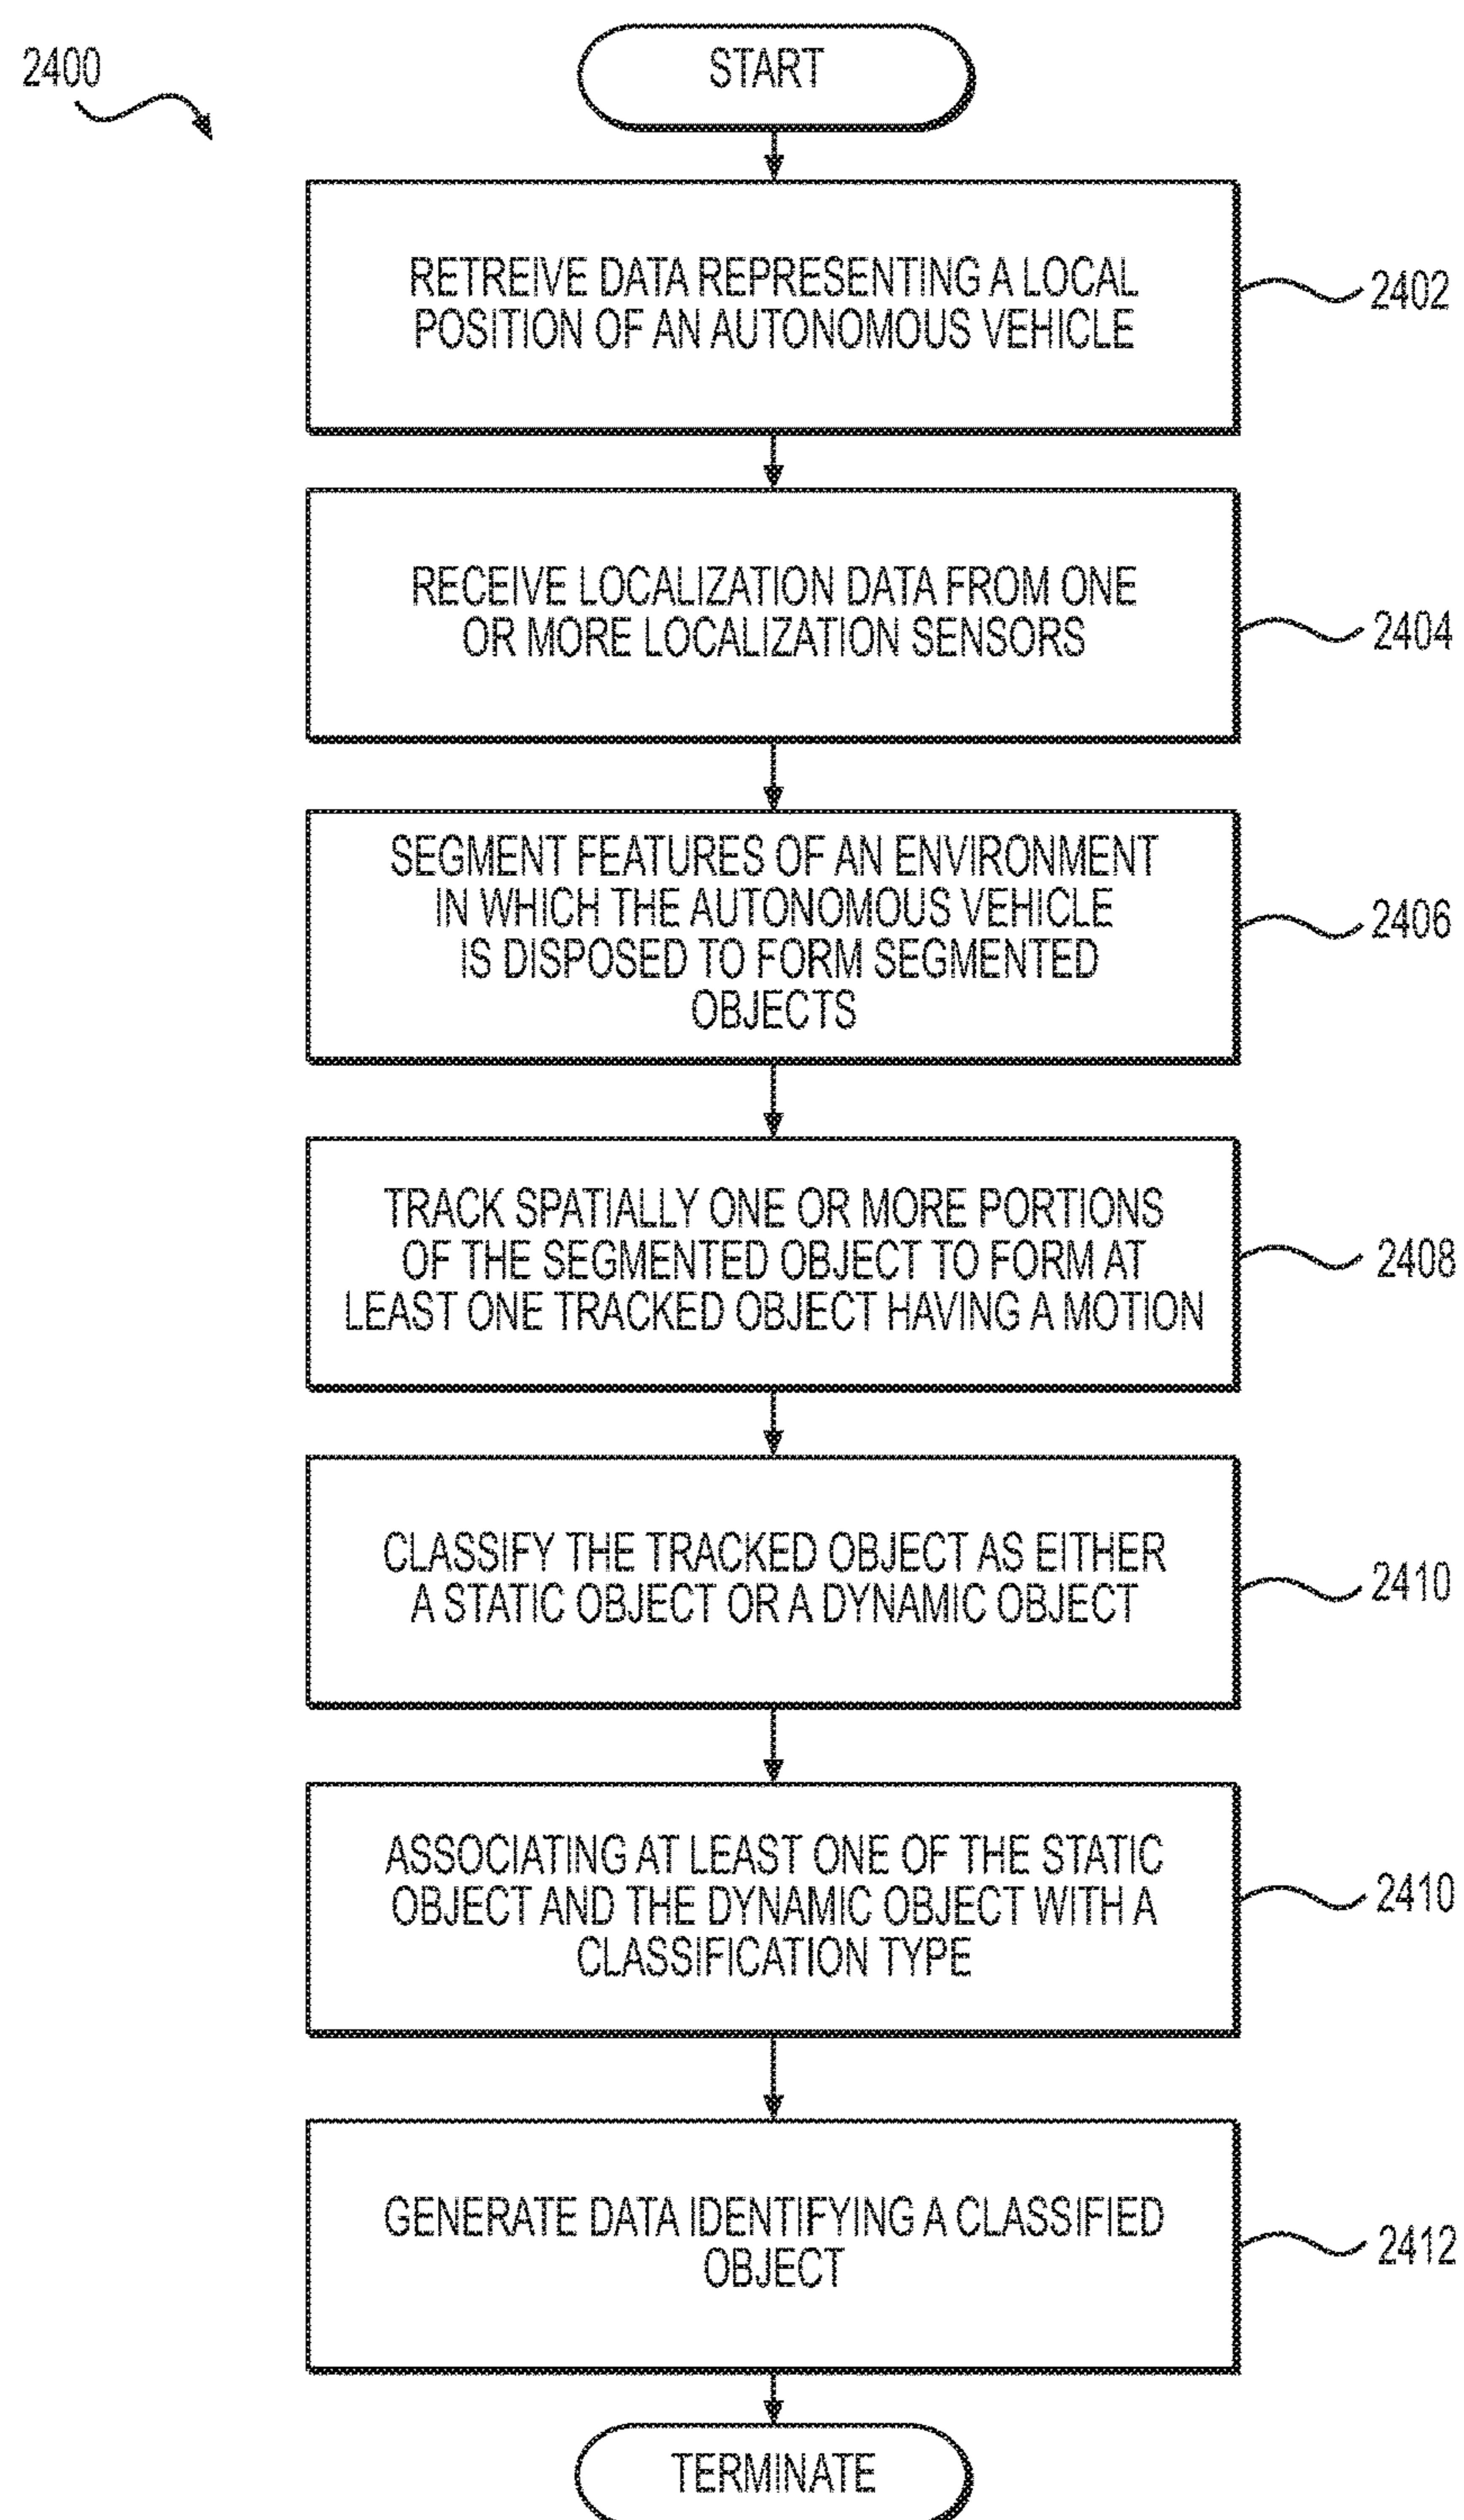 2400
START
RETREIVE DATA REPRESENTING A LOCAL
POSITION OF AN AUTONOMOUS VEHICLE
2402
RECEIVE LOCALIZATION DATA FROM ONE
OR MORE LOCALIZATION SENSORS
2404
SEGMENT FEATURES OF AN ENVIRONMENT
IN WHICH THE AUTONOMOUS VEHICLE
IS DISPOSED TO FORM SEGMENTED
OBJECTS
2406
TRACK SPATIALLY ONE OR MORE PORTIONS
OF THE SEGMENTED OBJECT TO FORM AT
LEAST ONE TRACKED OBJECT HAVING A MOTION
2408
CLASSIFY THE TRACKED OBJECT AS EITHER
A STATIC OBJECT OR A DYNAMIC OBJECT
2410
ASSOCIATING AT LEAST ONE OF THE STATIC
OBJECT AND THE DYNAMIC OBJECT WITH A
CLASSIFICATION TYPE
2410
GENERATE DATA IDENTIFYING A CLASSIFIED
OBJECT
2412
TERMINATE